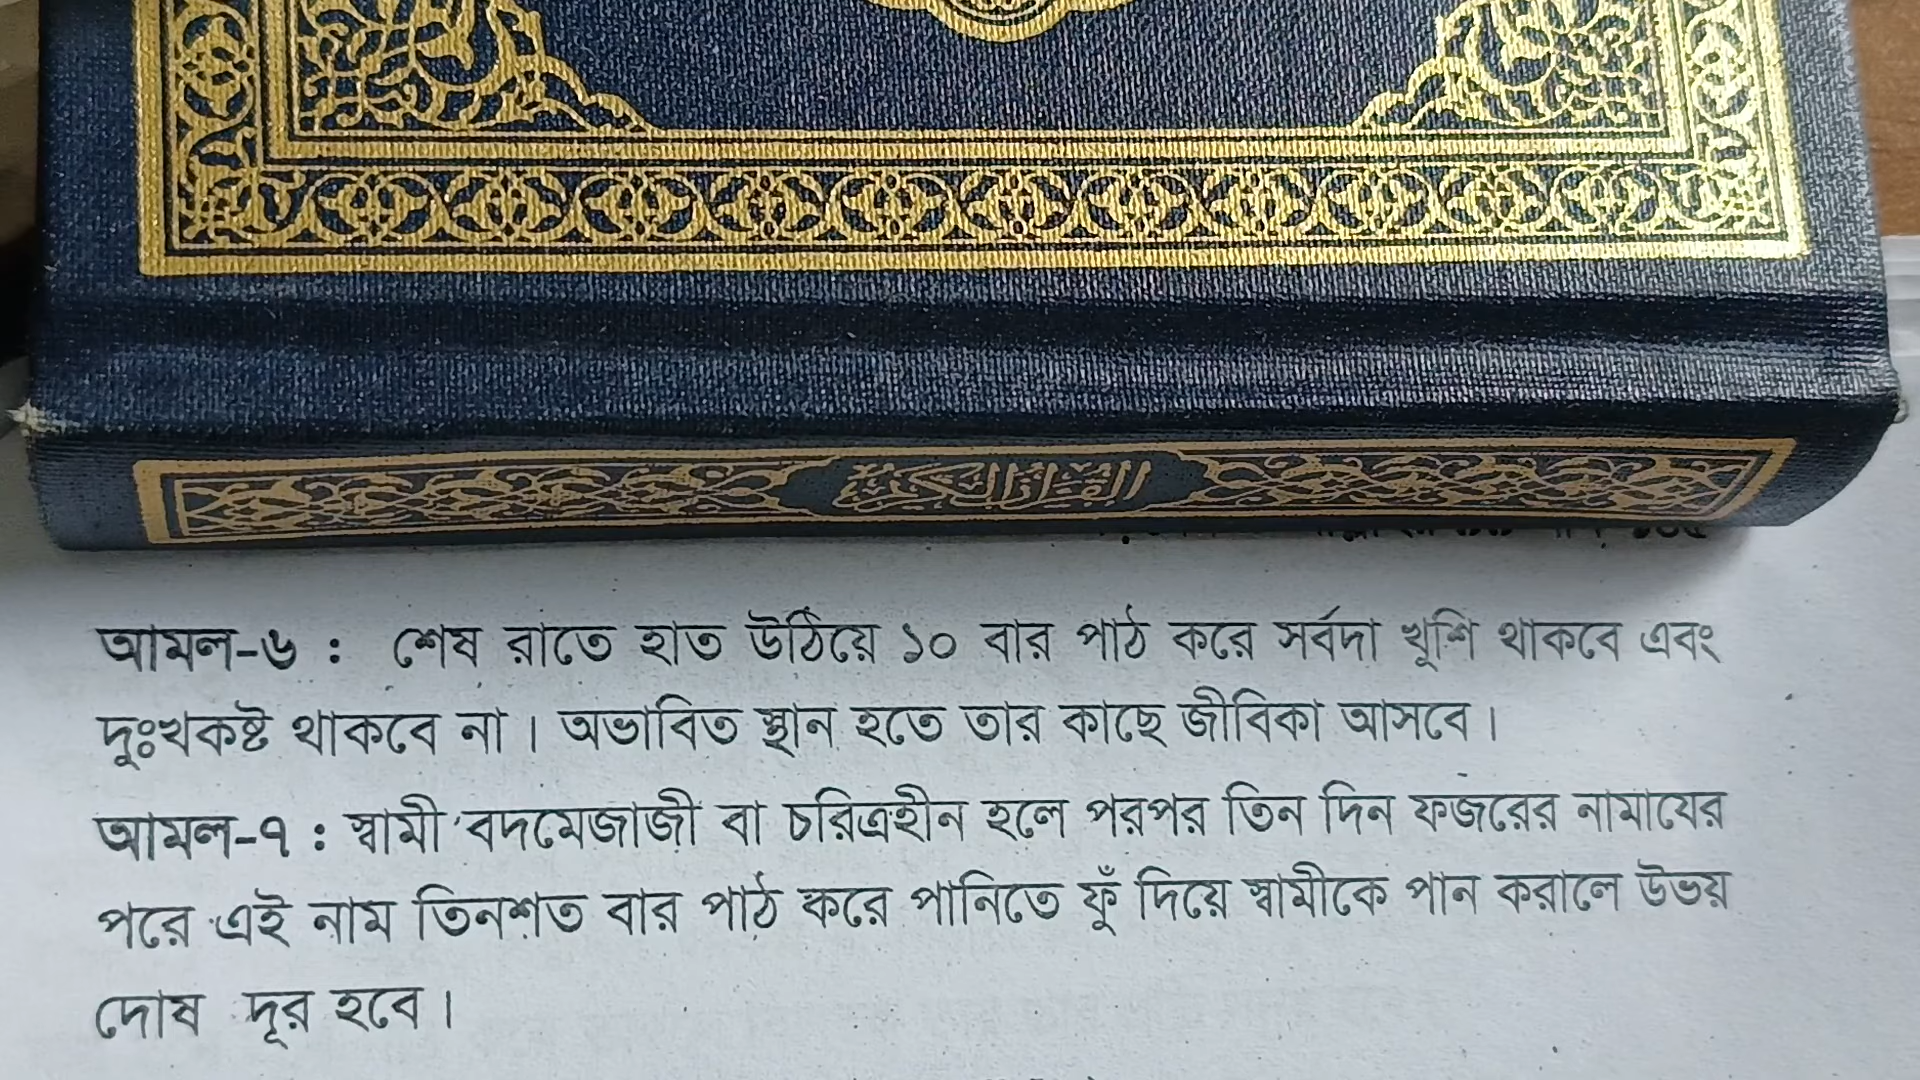 আমল-৬ : শেষ রাতে হাত উঠিয়ে ১০ বার পাঠ করে সর্বদা খুশি থাকবে এবং
দুঃখকষ্ট থাকবে না। অভাবিত স্থান হতে তার কাছে জীবিকা আসবে।
আমল-৭ : স্বামী বদমেজাজী বা চরিত্রহীন হলে পরপর তিন দিন ফজরের নামাযের
পরে এই নাম তিনশত বার পাঠ করে পানিতে ফুঁ দিয়ে স্বামীকে পান করালে উভয়
দোষ দূর হবে।